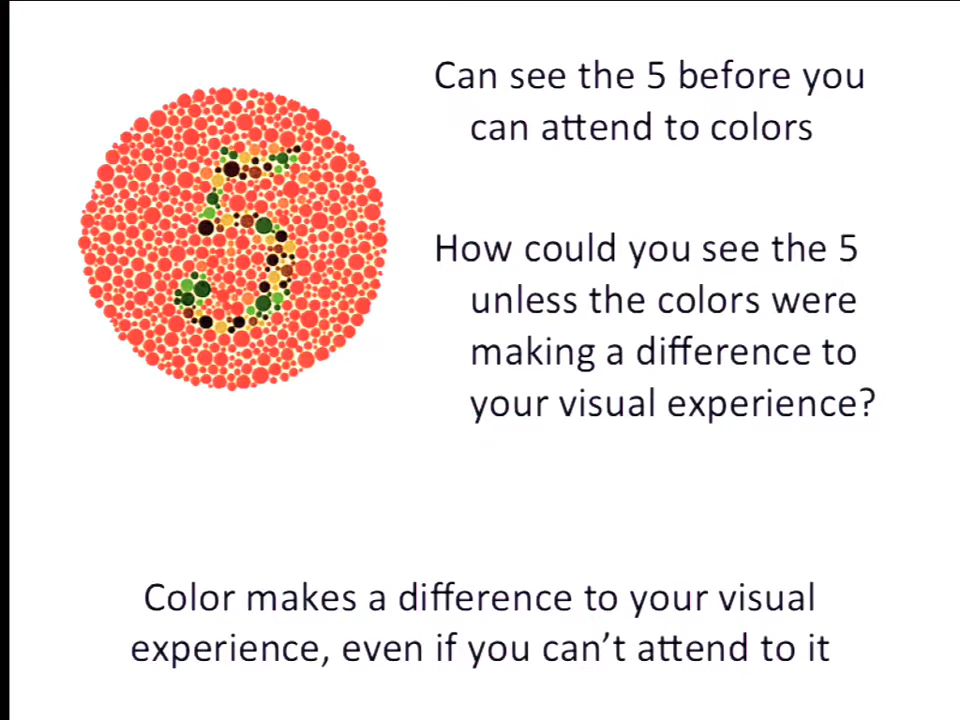 Can see the 5 before you
can attend to colors
How could you see the 5
unless the colors were
making a difference to
your visual experience?
5
Color makes a difference to your visual
experience, even if you can’t attend to it